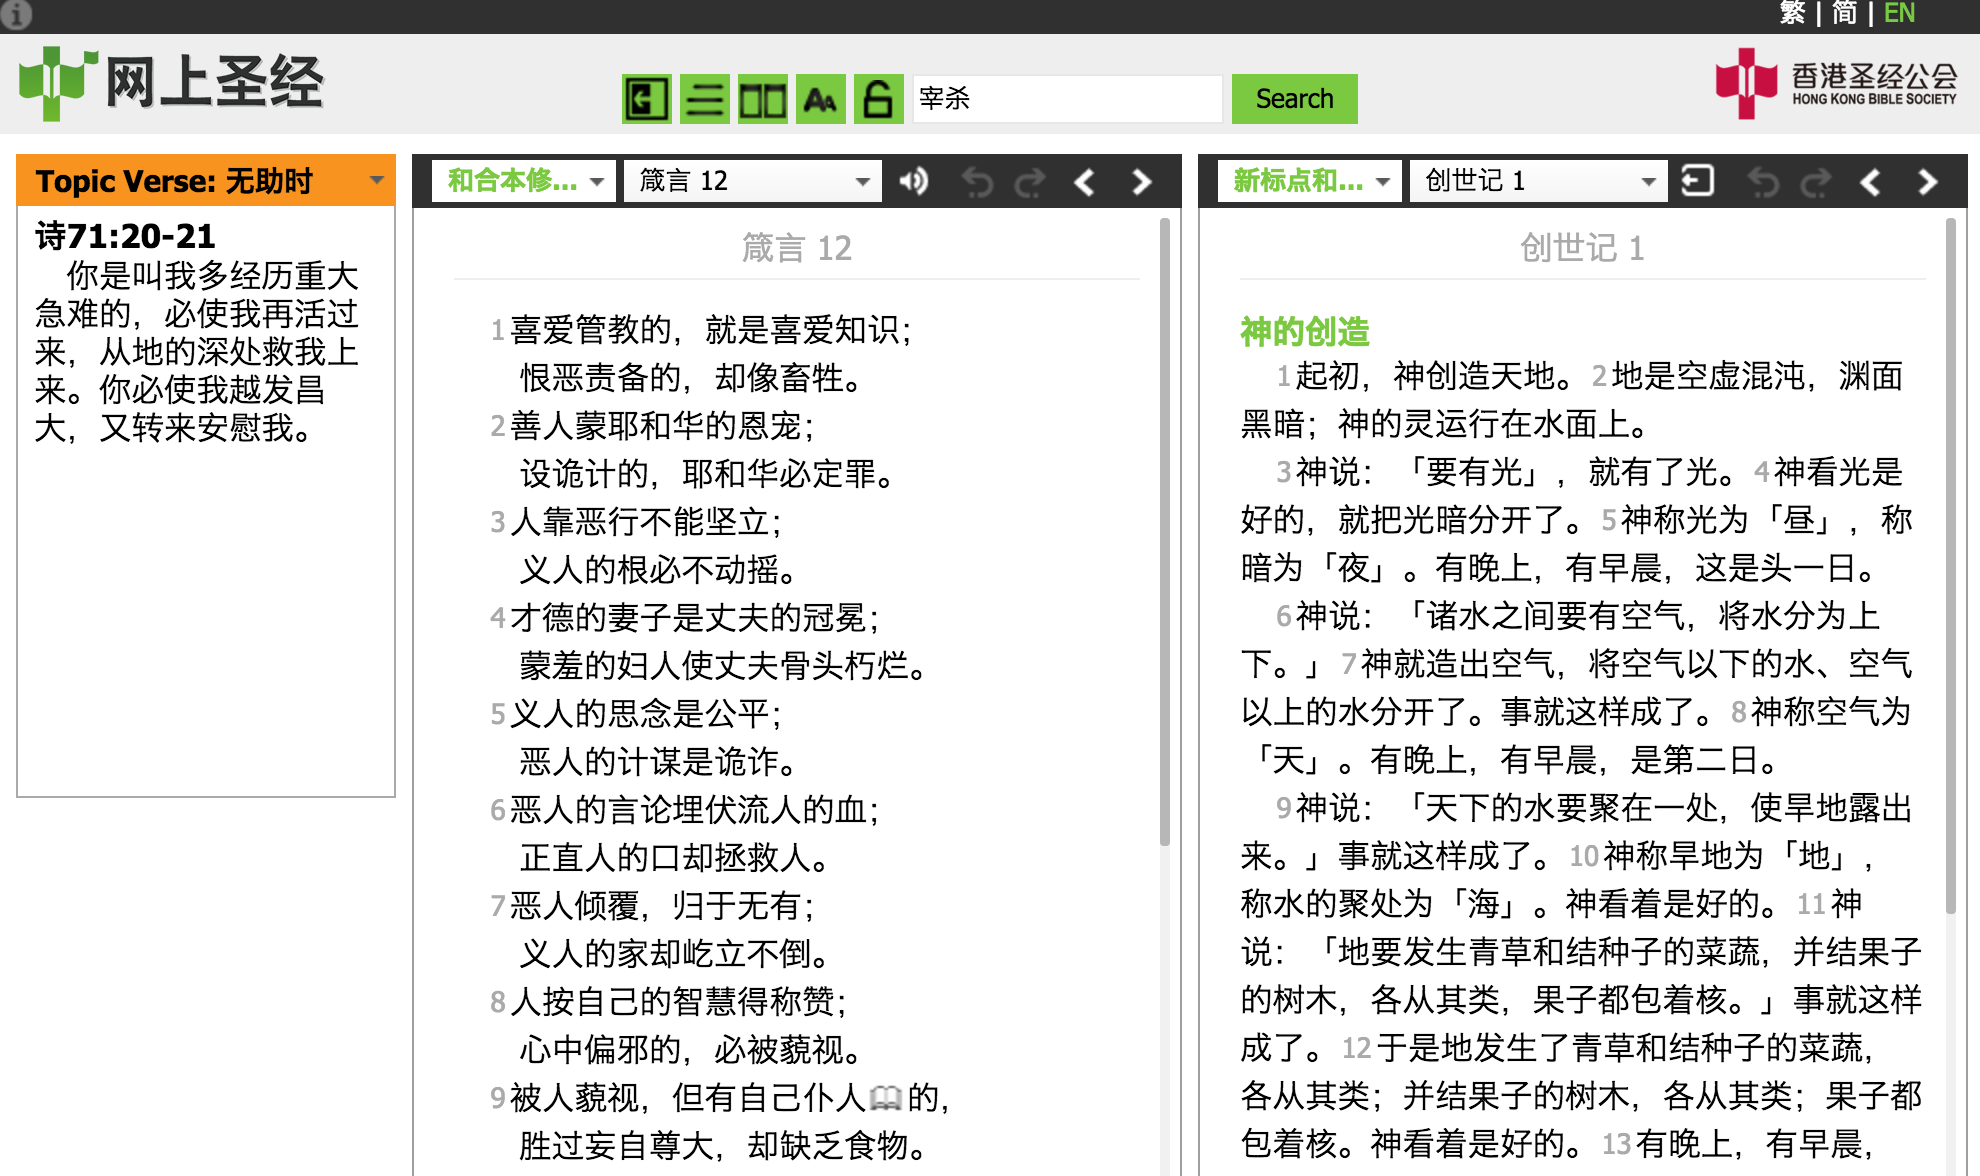 繁 | 简 | EN
网上圣经
宰杀
Search
香港圣经公会
HONG KONG BIBLE SOCIETY
Topic Verse: 无助时
诗71:20-21
你是叫我多经历重大
急难的，必使我再活过
来，从地的深处救我上
来。你必使我越发昌
大，又转来安慰我。
和合本修...
箴言 12
箴言 12
1喜爱管教的，就是喜爱知识；
恨恶责备的，却像畜牲。
2善人蒙耶和华的恩宠；
设诡计的，耶和华必定罪。
3人靠恶行不能坚立；
义人的根必不动摇。
4才德的妻子是丈夫的冠冕；
蒙羞的妇人使丈夫骨头朽烂。
5义人的思念是公平；
恶人的计谋是诡诈。
6恶人的言论埋伏流人的血；
正直人的口却拯救人。
7恶人倾覆，归于无有；
义人的家却屹立不倒。
8人按自己的智慧得称赞；
心中偏邪的，必被藐视。
9被人藐视，但有自己仆人的，
胜过妄自尊大，却缺乏食物。
新标点和...
创世记 1
创世记 1
神的创造
1起初，神创造天地。2地是空虚混沌，渊面
黑暗；神的灵运行在水面上。
3神说：「要有光」，就有了光。4神看光是
好的，就把光暗分开了。5神称光为「昼」，称
暗为「夜」。有晚上，有早晨，这是头一日。
6神说：「诸水之间要有空气，将水分为上
下。」7神就造出空气，将空气以下的水、空气
以上的水分开了。事就这样成了。8神称空气为
「天」。有晚上，有早晨，是第二日。
9神说：「天下的水要聚在一处，使旱地露出
来。」事就这样成了。10神称旱地为「地」，
称水的聚处为「海」。神看着是好的。11神
说：「地要发生青草和结种子的菜蔬，并结果子
的树木，各从其类，果子都包着核。」事就这样
成了。12于是地发生了青草和结种子的菜蔬，
各从其类；并结果子的树木，各从其类；果子都
包着核。神看着是好的。13有晚上，有早晨，